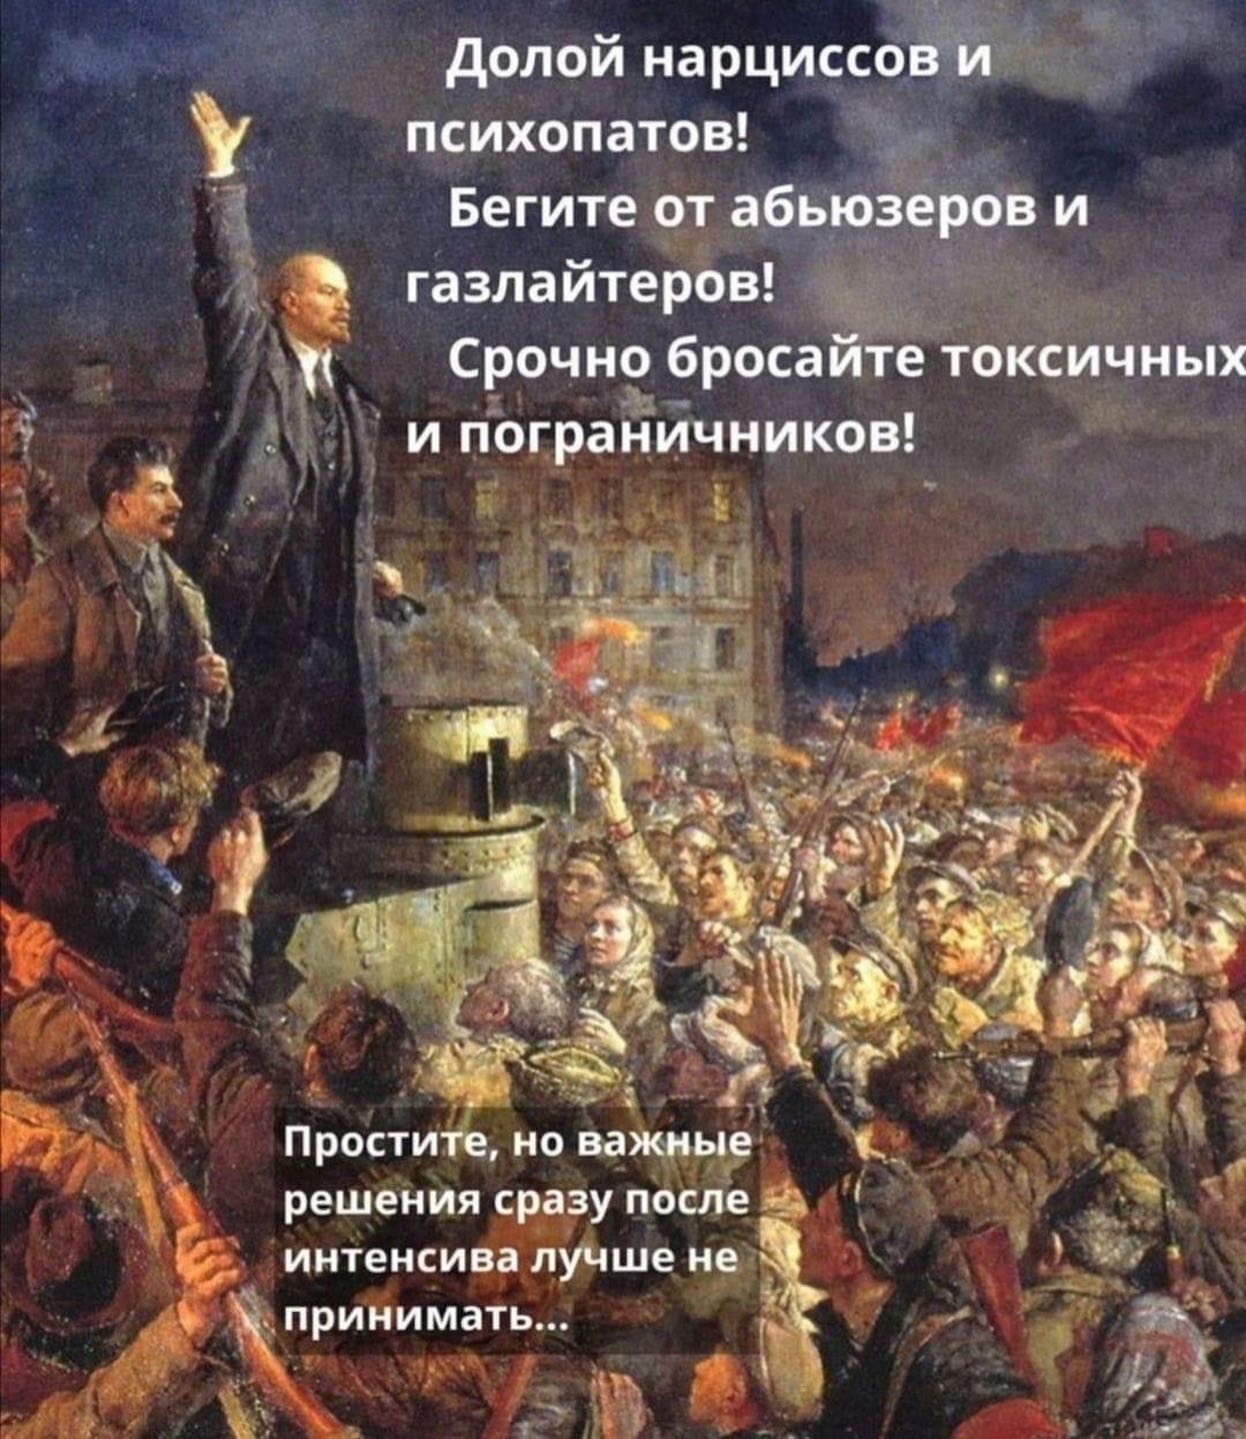 Долой нарциссов и
психопатов!
Бегите от абьюзеров и
газлайтеров!
Срочно бросайте токсичных
и пограничников!
Простите, но важные
решения сразу после
интенсива лучше не
принимать...